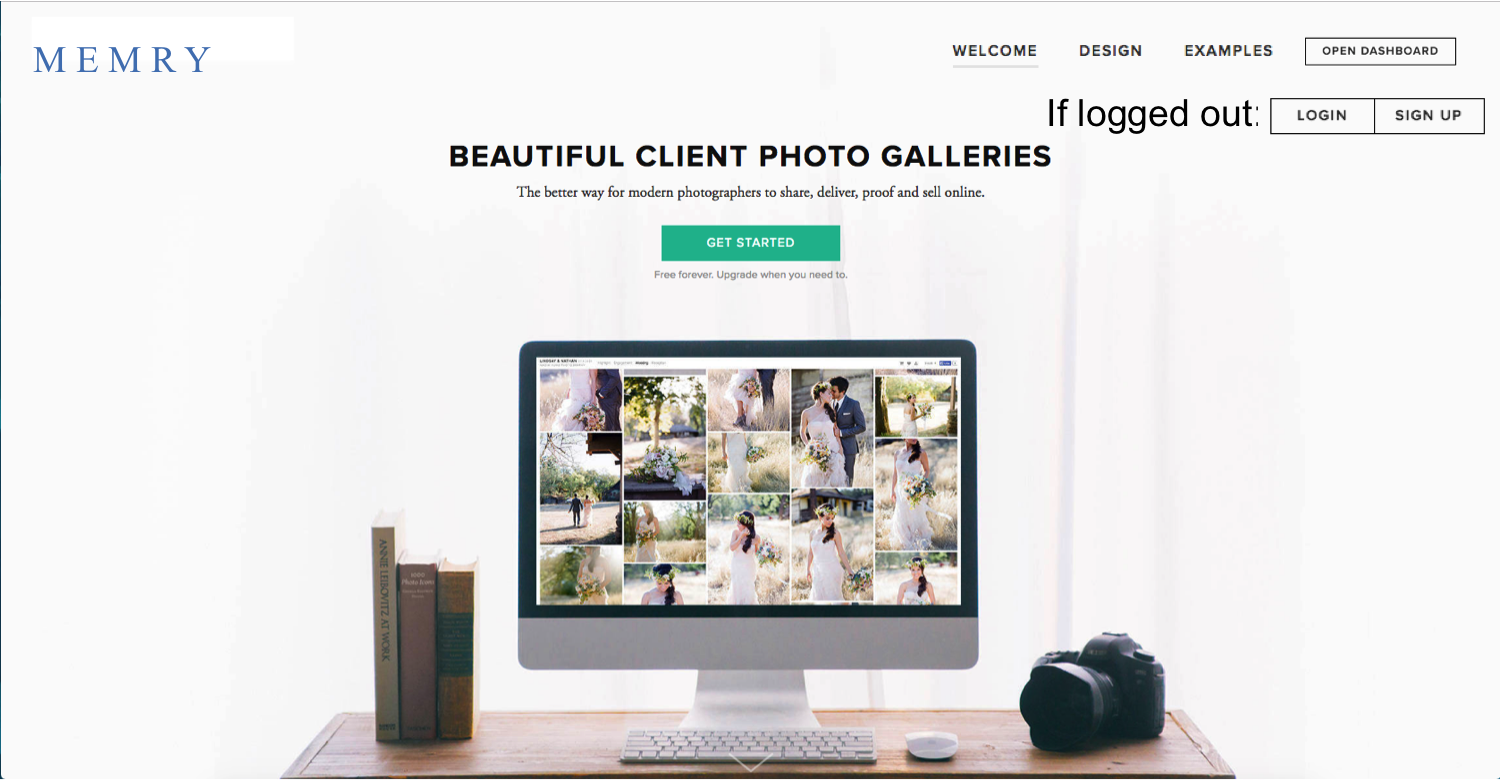 MEMRY
WELCOME DESIGN EXAMPLES OPEN DASHBOARD
If logged out: LOGIN SIGN UP
BEAUTIFUL CLIENT PHOTO GALLERIES
The better way for modern photographers to share, deliver, proof and sell online.
GET STARTED
Free forever. Upgrade when you need to.
ANNIE LEIBOVITZ AT WORK
Photo Icons